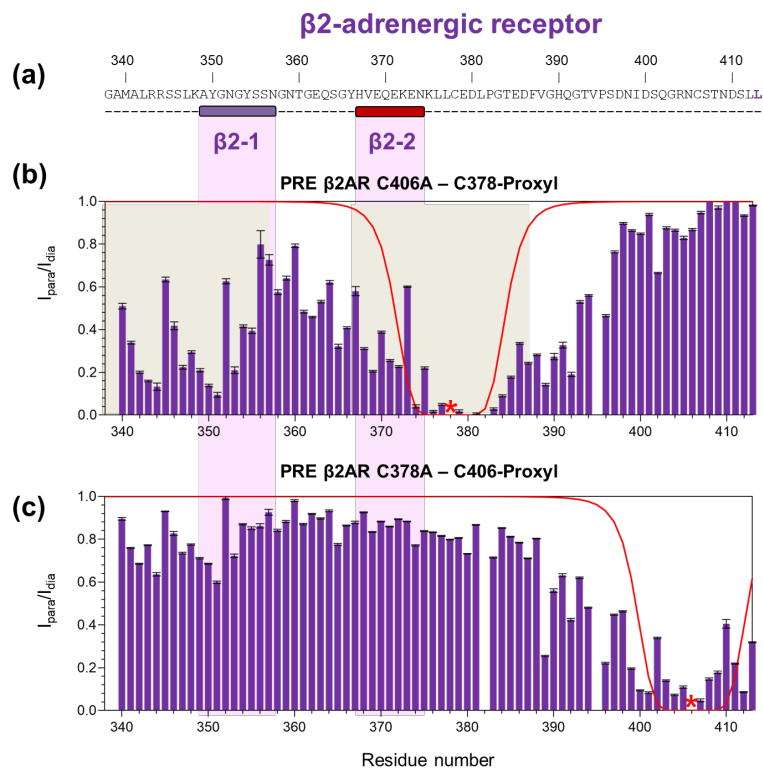 β2-adrenergic receptor
(a)
340 350 360 370 380 390 400 410
GAMALRRSSLKAYGNGYSSNGNTGEQSGYHVEQEKENKLLCEDLPGTEDFVGHQGTVPSDNIDSQGRNCSTNDSLL
β2-1 β2-2
(b)
PRE β2AR C406A – C378-Proxyl
Ipara/Idia
1.0
0.8
0.6
0.4
0.2
0.0
*
340 350 360 370 380 390 400 410
(c)
PRE β2AR C378A – C406-Proxyl
Ipara/Idia
1.0
0.8
0.6
0.4
0.2
0.0
*
340 350 360 370 380 390 400 410
Residue number